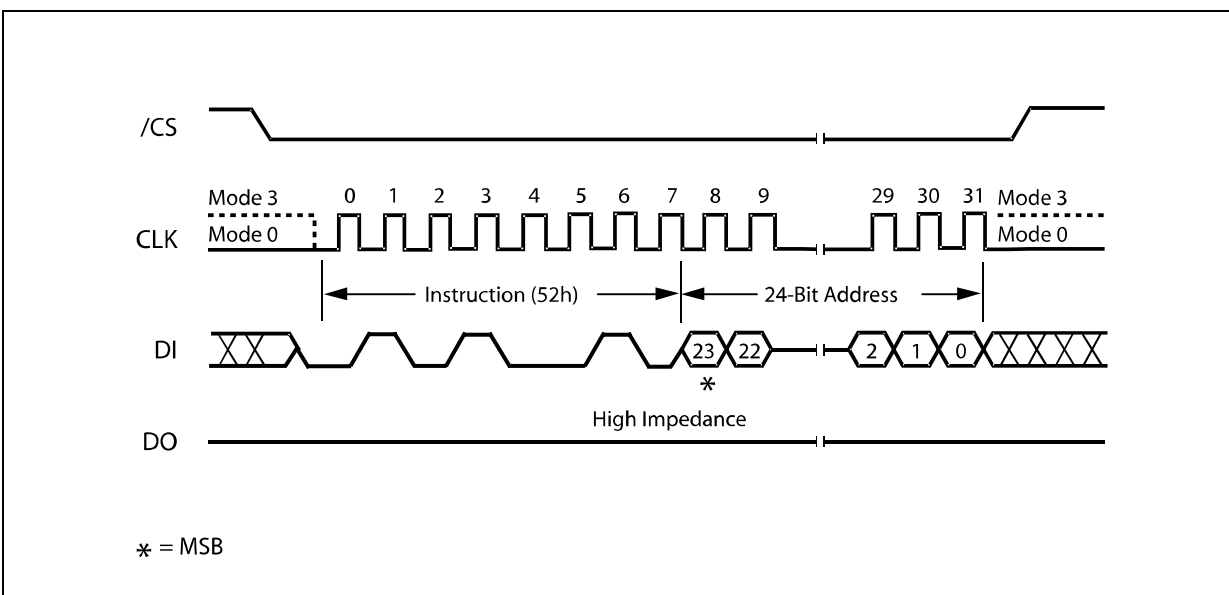 /CS
Mode 3 0 1 2 3 4 5 6 7 8 9 29 30 31 Mode 3
CLK Mode 0 Mode 0
Instruction (52h) 24-Bit Address
DI 23 22 2 1 0
*
High Impedance
DO
* = MSB